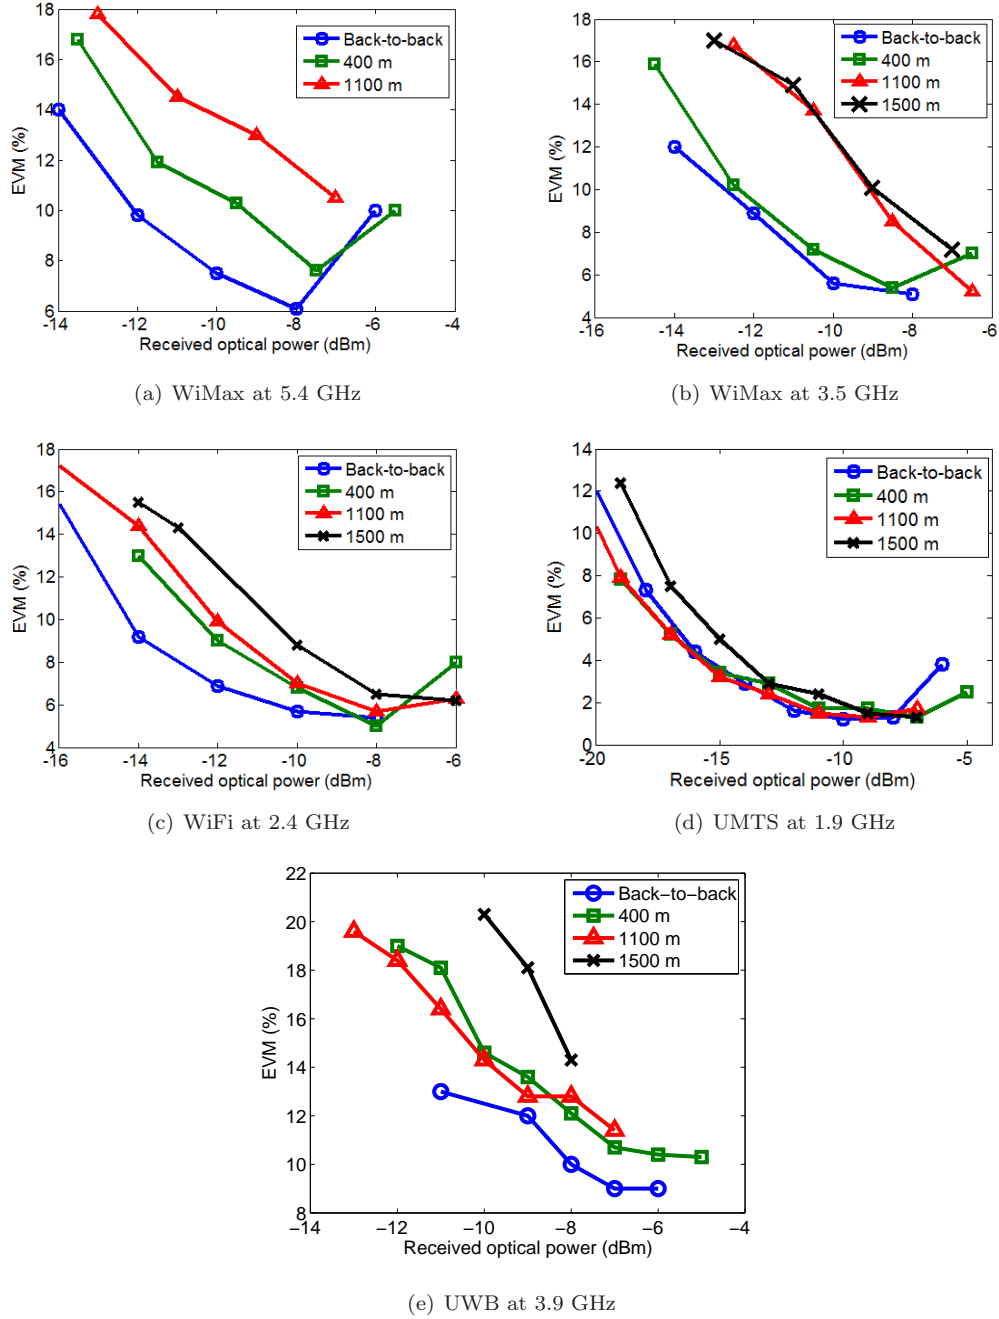 18
16
14
12
10
8
6
-14
-12
-10
-8
-6
-4
EVM (%)
Received optical power (dBm)
Back-to-back
400 m
1100 m
(a) WiMax at 5.4 GHz
18
16
14
12
10
8
6
4
-16
-14
-12
-10
-8
-6
EVM (%)
Received optical power (dBm)
Back-to-back
400 m
1100 m
1500 m
(b) WiMax at 3.5 GHz
18
16
14
12
10
8
6
4
-16
-14
-12
-10
-8
-6
EVM (%)
Received optical power (dBm)
Back-to-back
400 m
1100 m
1500 m
(c) WiFi at 2.4 GHz
14
12
10
8
6
4
2
0
-20
-15
-10
-5
EVM (%)
Received optical power (dBm)
Back-to-back
400 m
1100 m
1500 m
(d) UMTS at 1.9 GHz
22
20
18
16
14
12
10
8
−14
−12
−10
−8
−6
−4
EVM (%)
Received optical power (dBm)
Back−to−back
400 m
1100 m
1500 m
(e) UWB at 3.9 GHz